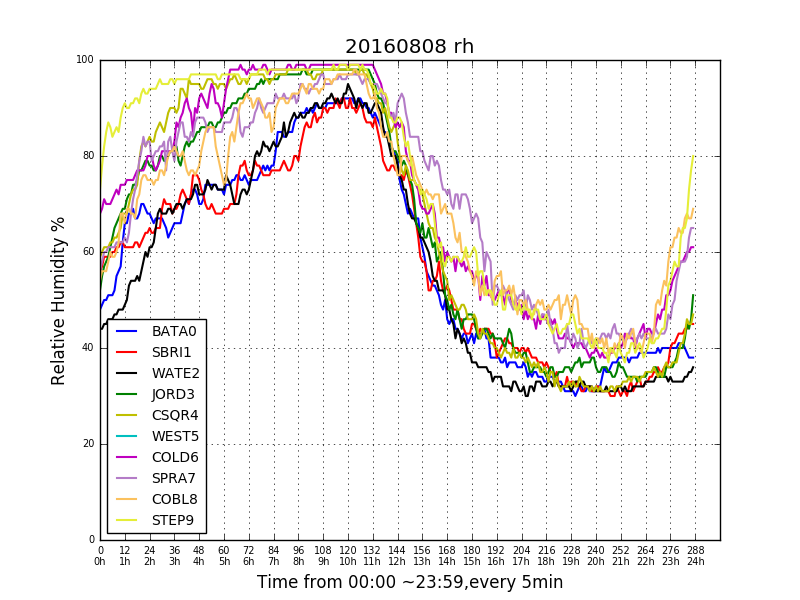 20160808 rh
100
80
60
40
20
0
Relative Humidity %
BATA0
SBRI1
WATE2
JORD3
CSQR4
WEST5
COLD6
SPRA7
COBL8
STEP9
0 12 24 36 48 60 72 84 96 108 120 132 144 156 168 180 192 204 216 228 240 252 264 276 288
0h 1h 2h 3h 4h 5h 6h 7h 8h 9h 10h 11h 12h 13h 14h 15h 16h 17h 18h 19h 20h 21h 22h 23h 24h
Time from 00:00 ~23:59,every 5min